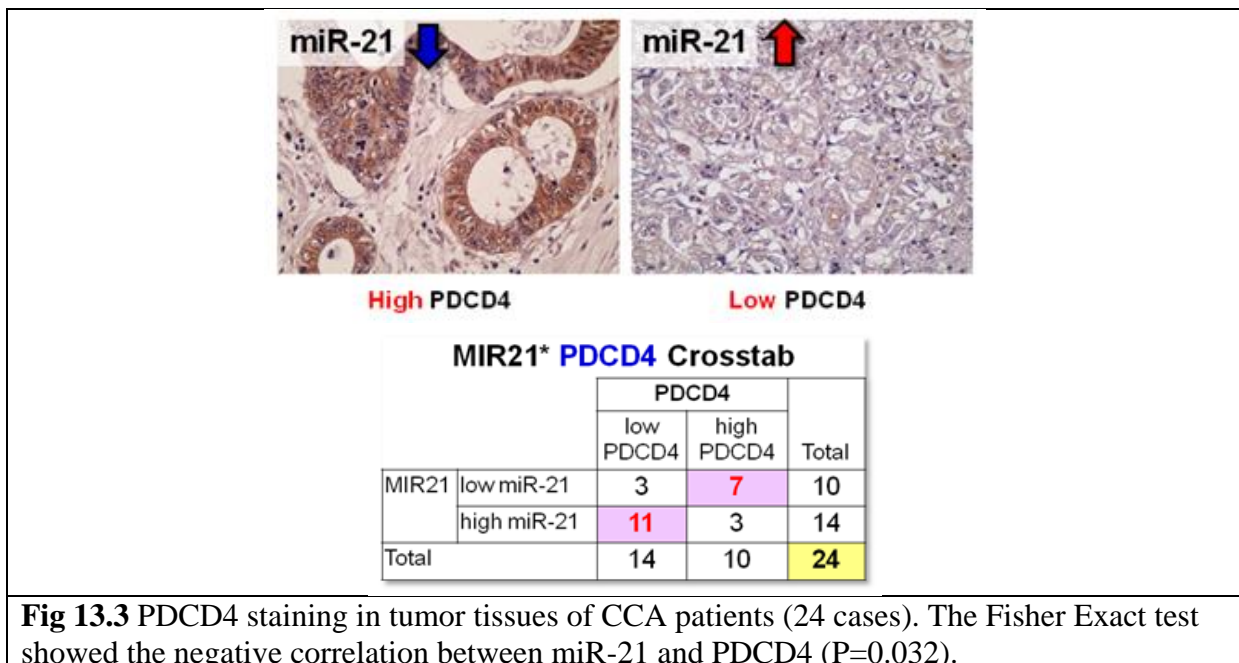 miR-21
miR-21
High PDCD4
Low PDCD4
MIR21* PDCD4 Crosstab
PDCD4
low PDCD4 high PDCD4 Total
MIR21 low miR-21 3 7 10
high miR-21 11 3 14
Total 14 10 24
Fig 13.3 PDCD4 staining in tumor tissues of CCA patients (24 cases). The Fisher Exact test
showed the negative correlation between miR-21 and PDCD4 (P=0.032).